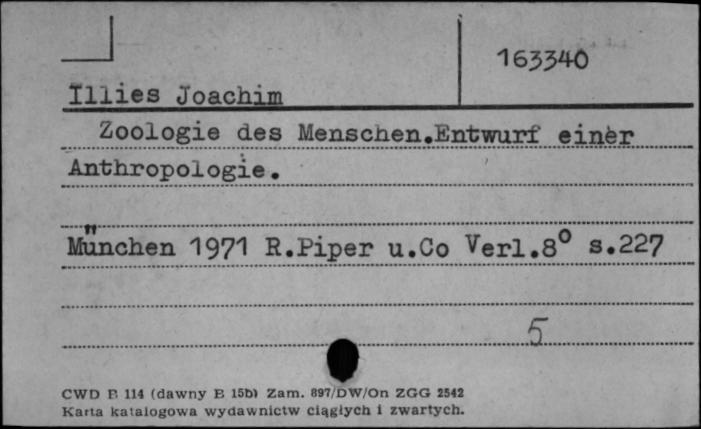 163340
Illies Joachim
Zoologie des Menschen.Entwurf einer
Anthropologie.
München 1971 R.Piper u.Co Verl.8° s.227
5
CWD B 114 (dawny B 15b) Zam. 897/DW/On ZGG 2542
Karta katalogowa wydawnictw ciągłych i zwartych.